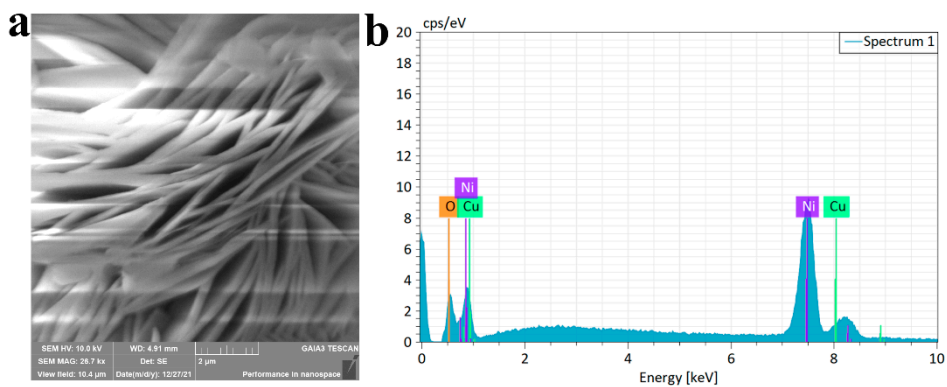 a
SEM HV: 10.0 kV WD: 4.91 mm GAIA3 TESCAN
SEM MAG: 26.7 kx Det: SE 2 µm
View field: 10.4 µm Date(m/d/y): 12/27/21 Performance in nanospace
b
cps/eV
Spectrum 1
20
18
16
14
12
10
8
6
4
2
0
Ni
O Cu
Ni Cu
0 2 4 6 8 10
Energy [keV]